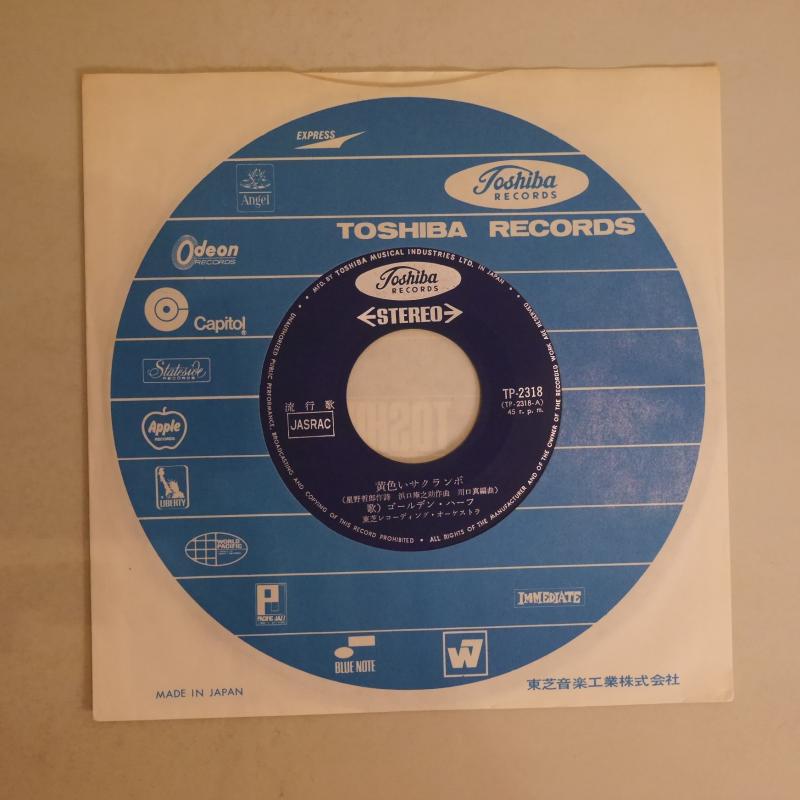 EXPRESS
Angel
Toshiba
RECORDS
TOSHIBA RECORDS
Odeon
RECORDS
Capitol
Stateside
RECORDS
Apple
RECORDS
LIBERTY
WORLD
PACIFIC
P
PACIFIC JAZZ
BLUE NOTE
W7
IMMEDIATE
MADE IN JAPAN
東芝音楽工業株式会社
• MFD. BY TOSHIBA MUSICAL INDUSTRIES LTD. IN JAPAN •
• ALL RIGHTS OF THE MANUFACTURER AND OF THE OWNER OF THE RECORDED WORK ARE RESERVED
UNAUTHORIZED PUBLIC PERFORMANCE, BROADCASTING AND COPYING OF THIS RECORD PROHIBITED
Toshiba
RECORDS
STEREO
流行歌
JASRAC
TP-2318
(TP-2318-A)
45 r. p. m.
黄色いサクランボ
(星野哲郎作詩 浜口庫之助作曲 川口真編曲)
歌) ゴールデン・ハーフ
東芝レコーディング・オーケストラ